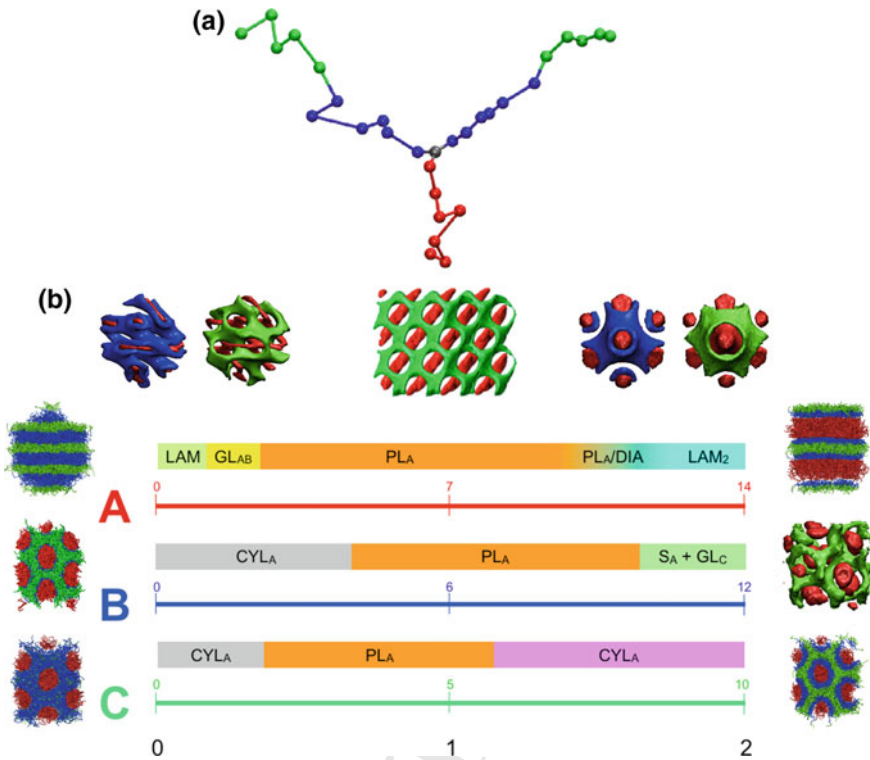 (a)
(b)
LAM GLAB PLA PLA/DIA LAM2
A
0 7 14
CYLA PLA SA + GLC
B
0 6 12
CYLA PLA CYLA
C
0 5 10
0 1 2